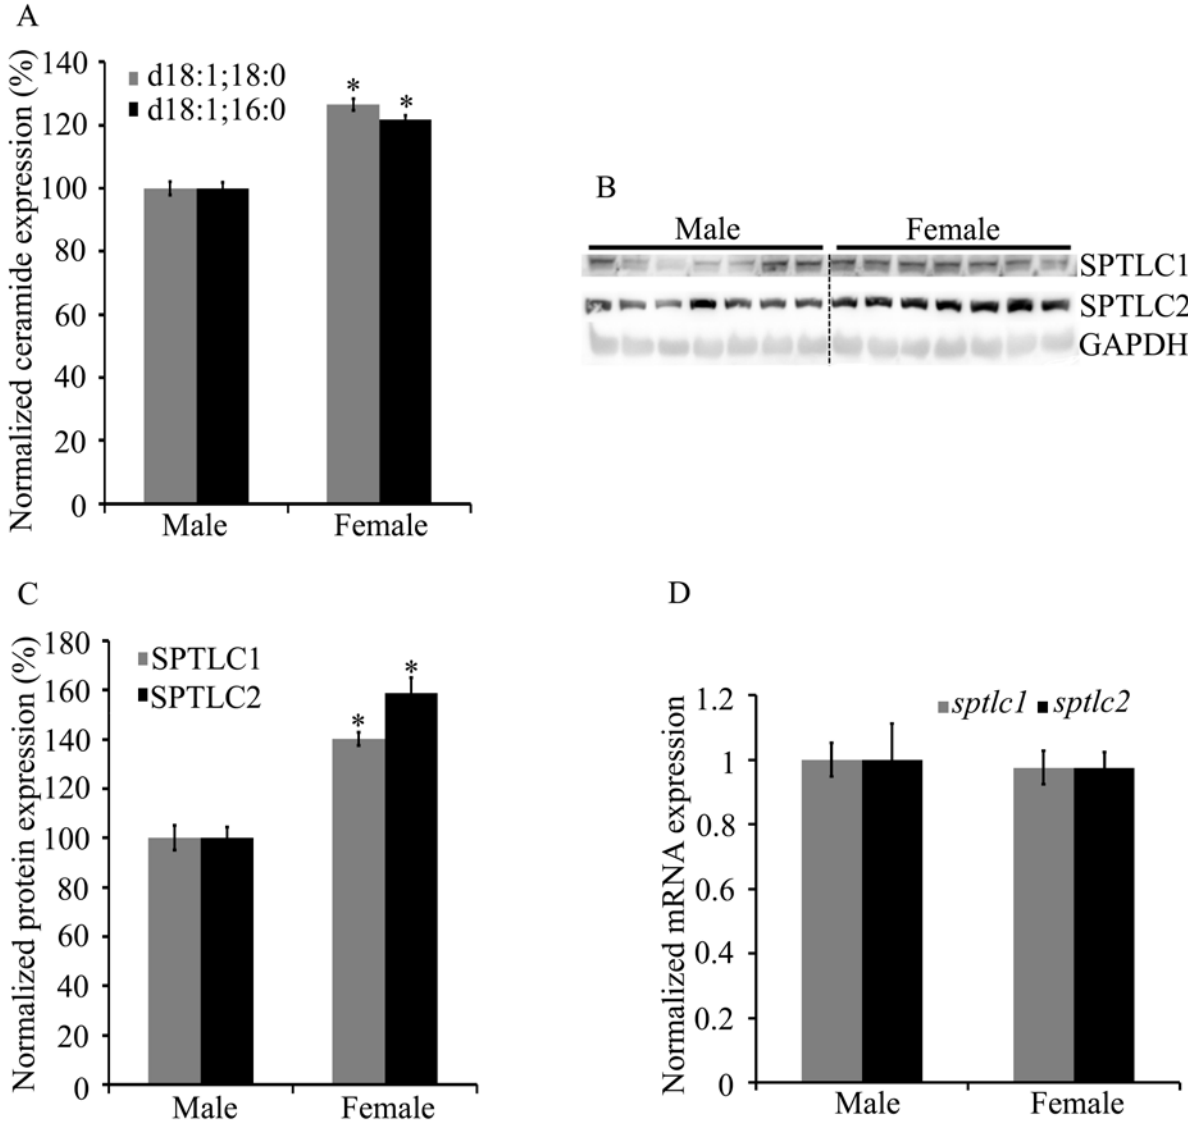 A
Normalized ceramide expression (%)
140
120
100
80
60
40
20
0
d18:1;18:0
d18:1;16:0
*
*
Male
Female
B
Male
Female
SPTLC1
SPTLC2
GAPDH
C
Normalized protein expression (%)
180
160
140
120
100
80
60
40
20
0
SPTLC1
SPTLC2
*
*
Male
Female
D
Normalized mRNA expression
1.2
1
0.8
0.6
0.4
0.2
0
sptlc1 sptlc2
Male
Female